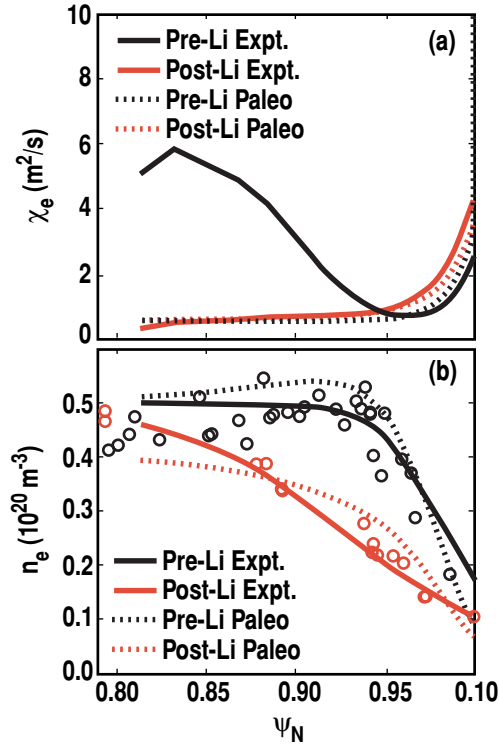 10
8
6
4
2
0
χe (m²/s)
Pre-Li Expt.
Post-Li Expt.
Pre-Li Paleo
Post-Li Paleo
(a)
0.5
0.4
0.3
0.2
0.1
0.0
ne (10²⁰ m⁻³)
(b)
Pre-Li Expt.
Post-Li Expt.
Pre-Li Paleo
Post-Li Paleo
0.80 0.85 0.90 0.95 0.10
ψN